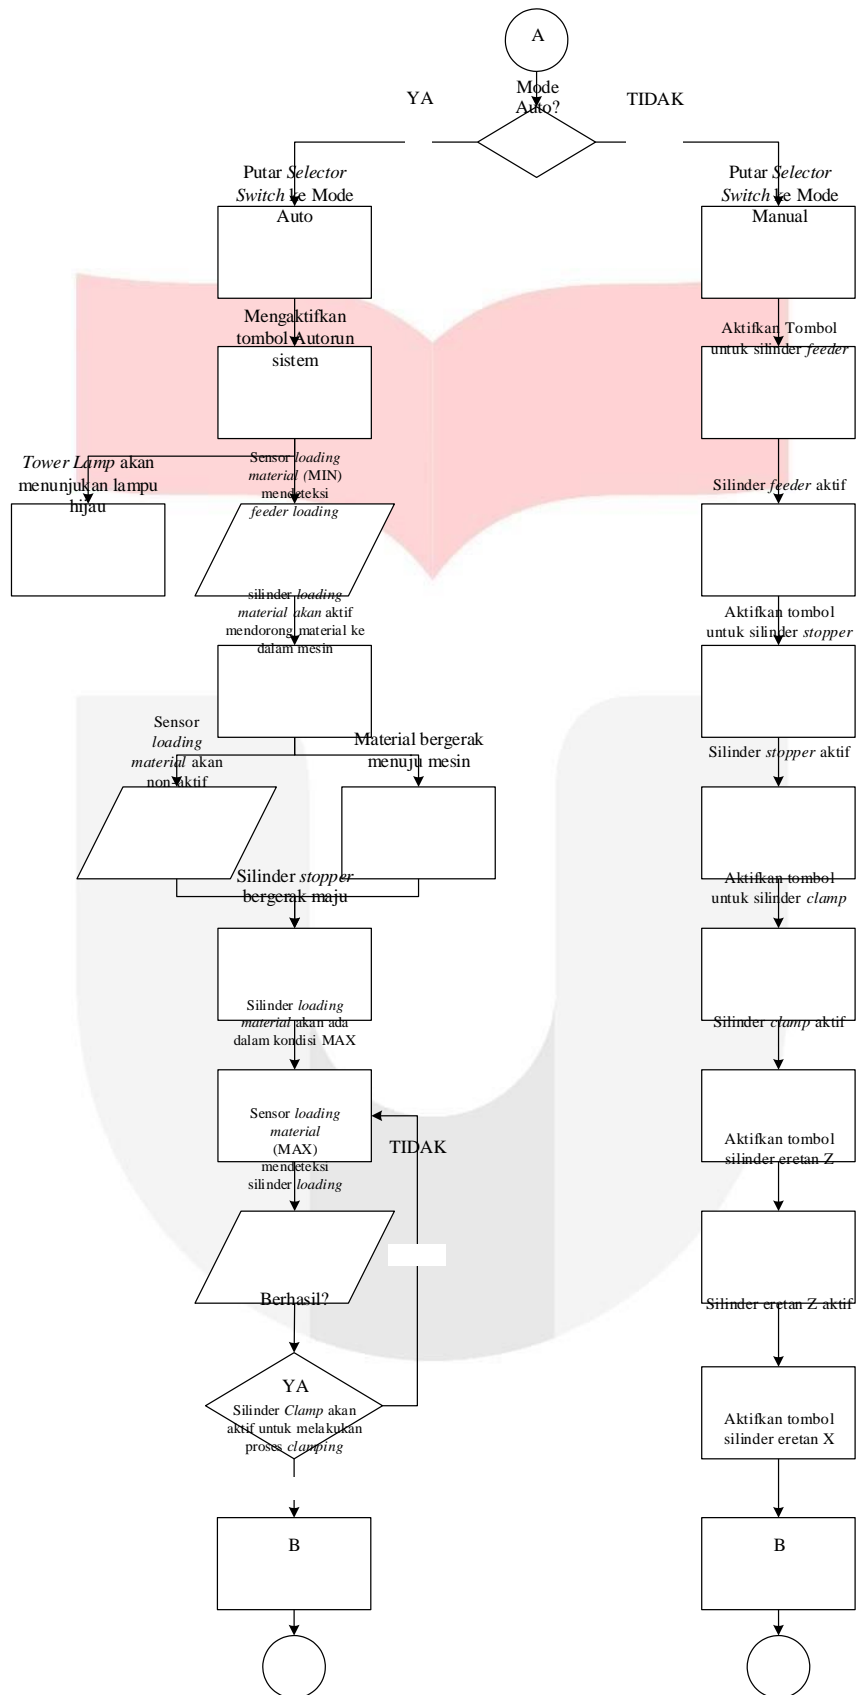 A
Mode
Auto?
YA
TIDAK
Putar Selector
Switch ke Mode
Auto
Putar Selector
Switch ke Mode
Manual
Mengaktifkan
tombol Autorun
sistem
Aktifkan Tombol
untuk silinder feeder
Tower Lamp akan
menunjukan lampu
hijau
Sensor loading
material (MIN)
mendeteksi
feeder loading
Silinder feeder aktif
silinder loading
material akan aktif
mendorong material ke
dalam mesin
Aktifkan tombol
untuk silinder stopper
Sensor
loading
material akan
non-aktif
Material bergerak
menuju mesin
Silinder stopper aktif
Silinder stopper
bergerak maju
Aktifkan tombol
untuk silinder clamp
Silinder loading
material akan ada
dalam kondisi MAX
Silinder clamp aktif
Sensor loading
material
(MAX)
mendeteksi
silinder loading
TIDAK
Aktifkan tombol
silinder eretan Z
Berhasil?
Silinder eretan Z aktif
YA
Silinder Clamp akan
aktif untuk melakukan
proses clamping
Aktifkan tombol
silinder eretan X
B
B